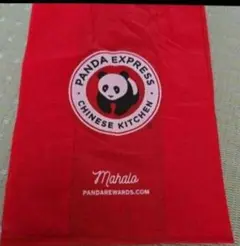 PANDA EXPRESS
CHINESE KITCHEN
Mahalo
PANDAREWARDS.COM